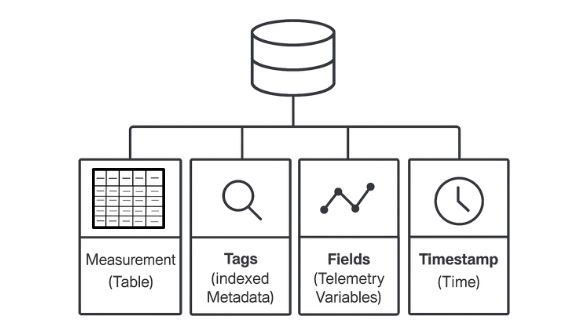 Measurement
(Table)
Tags
(indexed
Metadata)
Fields
(Telemetry
Variables)
Timestamp
(Time)